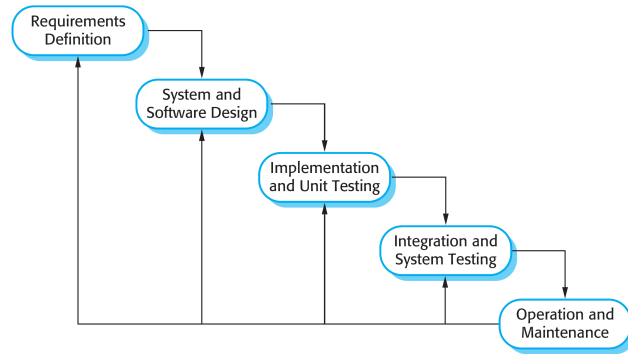 Requirements
Definition
System and
Software Design
Implementation
and Unit Testing
Integration and
System Testing
Operation and
Maintenance